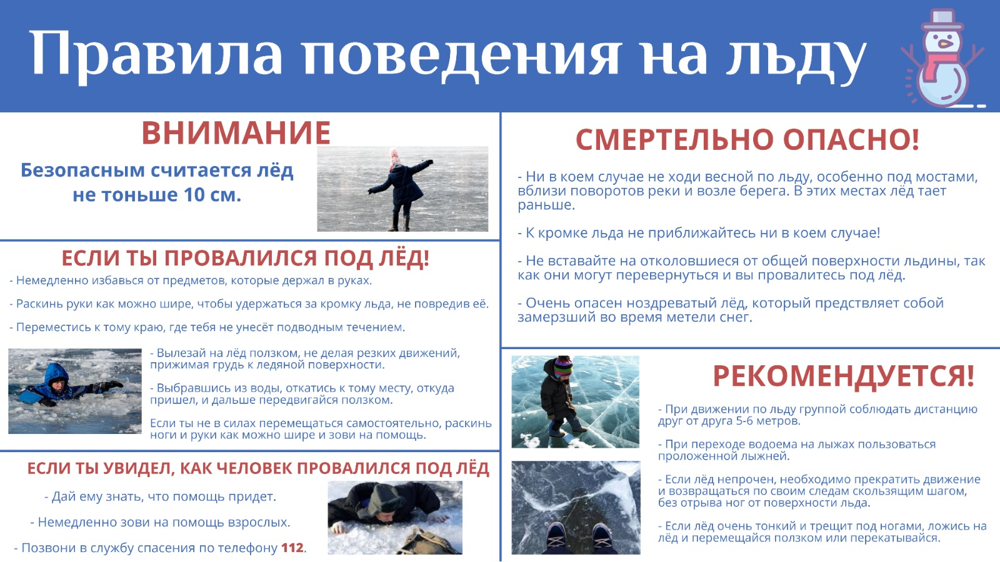 Правила поведения на льду
ВНИМАНИЕ
Безопасным считается лёд
не тоньше 10 см.
ЕСЛИ ТЫ ПРОВАЛИЛСЯ ПОД ЛЁД!
- Немедленно избавься от предметов, которые держал в руках.
- Раскинь руки как можно шире, чтобы удержаться за кромку льда, не повредив её.
- Переместись к тому краю, где тебя не унесёт подводным течением.
- Вылезай на лёд ползком, не делая резких движений,
прижимая грудь к ледяной поверхности.
- Выбравшись из воды, откатись к тому месту, откуда
пришел, и дальше передвигайся ползком.
Если ты не в силах перемещаться самостоятельно, раскинь
ноги и руки как можно шире и зови на помощь.
ЕСЛИ ТЫ УВИДЕЛ, КАК ЧЕЛОВЕК ПРОВАЛИЛСЯ ПОД ЛЁД
- Дай ему знать, что помощь придет.
- Немедленно зови на помощь взрослых.
- Позвони в службу спасения по телефону 112.
СМЕРТЕЛЬНО ОПАСНО!
- Ни в коем случае не ходи весной по льду, особенно под мостами,
вблизи поворотов реки и возле берега. В этих местах лёд тает
раньше.
- К кромке льда не приближайтесь ни в коем случае!
- Не вставайте на отколовшиеся от общей поверхности льдины, так
как они могут перевернуться и вы провалитесь под лёд.
- Очень опасен ноздреватый лёд, который предствляет собой
замерзший во время метели снег.
РЕКОМЕНДУЕТСЯ!
- При движении по льду группой соблюдать дистанцию
друг от друга 5-6 метров.
- При переходе водоема на лыжах пользоваться
проложенной лыжней.
- Если лёд непрочен, необходимо прекратить движение
и возвращаться по своим следам скользящим шагом,
без отрыва ног от поверхности льда.
- Если лёд очень тонкий и трещит под ногами, ложись на
лёд и перемещайся ползком или перекатывайся.